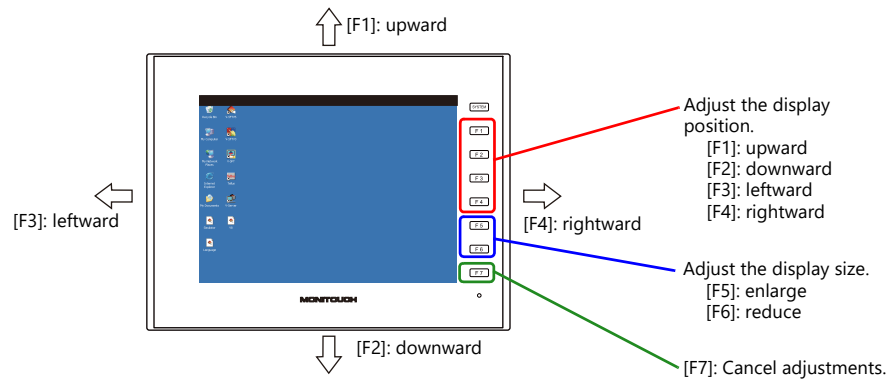 [F1]: upward
SYSTEM
F1
F2
F3
F4
F5
F6
F7
MONITOUCH
[F3]: leftward
[F4]: rightward
[F2]: downward
Adjust the display
position.
[F1]: upward
[F2]: downward
[F3]: leftward
[F4]: rightward
Adjust the display size.
[F5]: enlarge
[F6]: reduce
[F7]: Cancel adjustments.